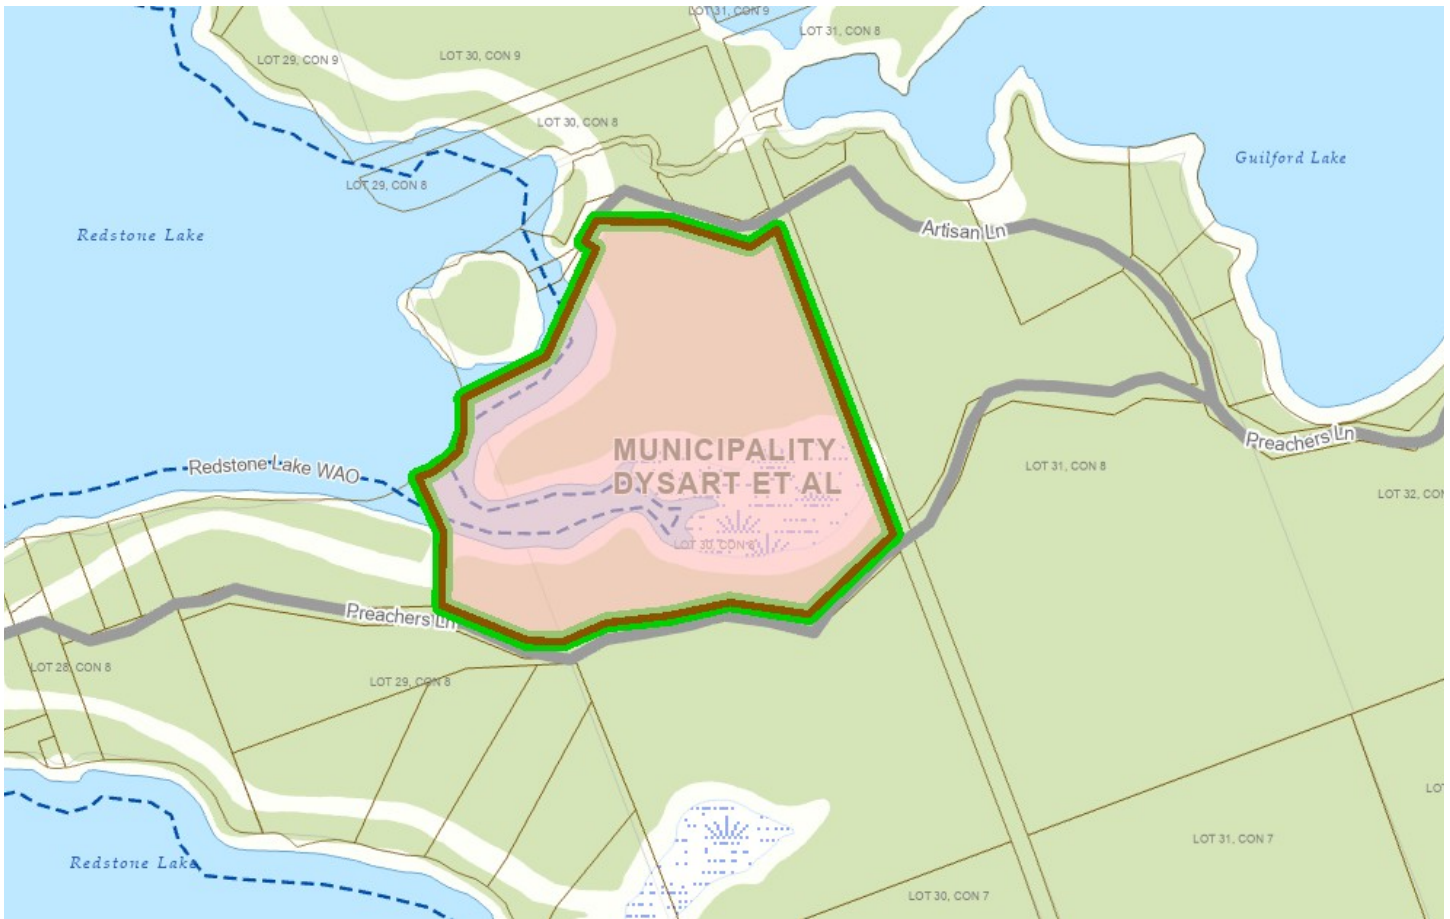 LOT 31, CON 9
LOT 31, CON 8
LOT 29, CON 9
LOT 30, CON 9
LOT 30, CON 8
Guilford Lake
LOT 29, CON 8
Redstone Lake
Artisan Ln
MUNICIPALITY
DYSART ET AL
Preachers Ln
Redstone Lake WAO
LOT 31, CON 8
LOT 32, CON
LOT 30, CON 8
Preachers Ln
LOT 28, CON 8
LOT 29, CON 8
LO
LOT 31, CON 7
Redstone Lake
LOT 30, CON 7